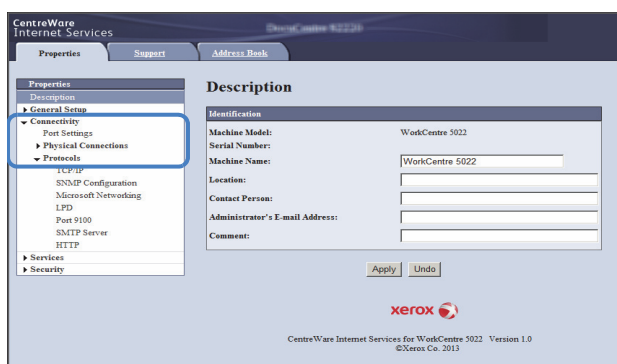 CentreWare
Internet Services
Properties
Support
Address Book
Properties
Description
General Setup
Connectivity
Port Settings
Physical Connections
Protocols
TCP/IP
SNMP Configuration
Microsoft Networking
LPD
Port 9100
SMTP Server
HTTP
Services
Security
Description
Identification
Machine Model: WorkCentre 5022
Serial Number:
Machine Name: WorkCentre 5022
Location:
Contact Person:
Administrator's E-mail Address:
Comment:
Apply Undo
xerox
CentreWare Internet Services for WorkCentre 5022 Version 1.0
©Xerox Co. 2013